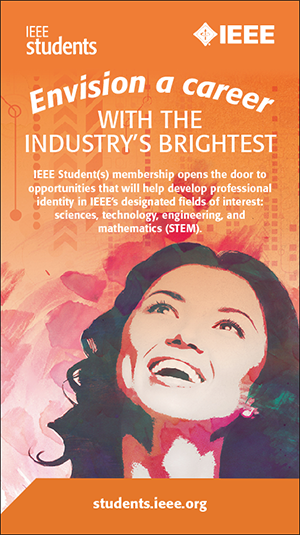 IEEE
students
IEEE
Envision a career
WITH THE
INDUSTRY'S BRIGHTEST
IEEE Student(s) membership opens the door to
opportunities that will help develop professional
identity in IEEE's designated fields of interest:
sciences, technology, engineering, and
mathematics (STEM).
students.ieee.org